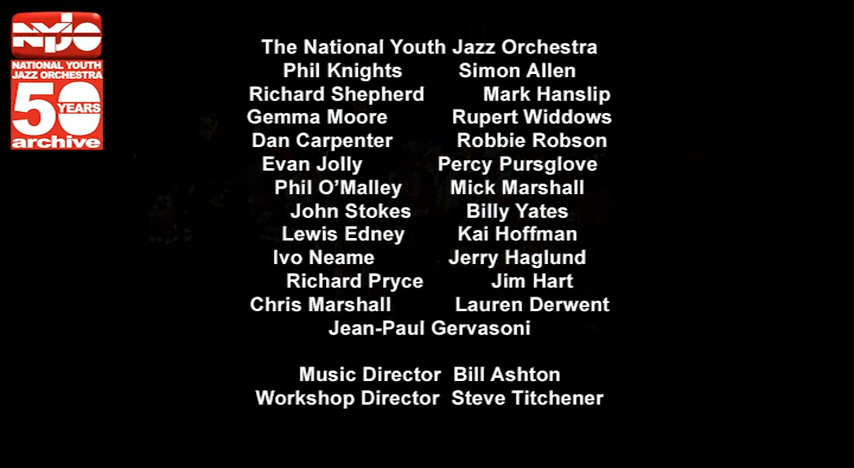 NYJO
NATIONAL YOUTH
JAZZ ORCHESTRA
50 YEARS
archive
The National Youth Jazz Orchestra
Phil Knights Simon Allen
Richard Shepherd Mark Hanslip
Gemma Moore Rupert Widdows
Dan Carpenter Robbie Robson
Evan Jolly Percy Pursglove
Phil O’Malley Mick Marshall
John Stokes Billy Yates
Lewis Edney Kai Hoffman
Ivo Neame Jerry Haglund
Richard Pryce Jim Hart
Chris Marshall Lauren Derwent
Jean-Paul Gervasoni
Music Director Bill Ashton
Workshop Director Steve Titchener